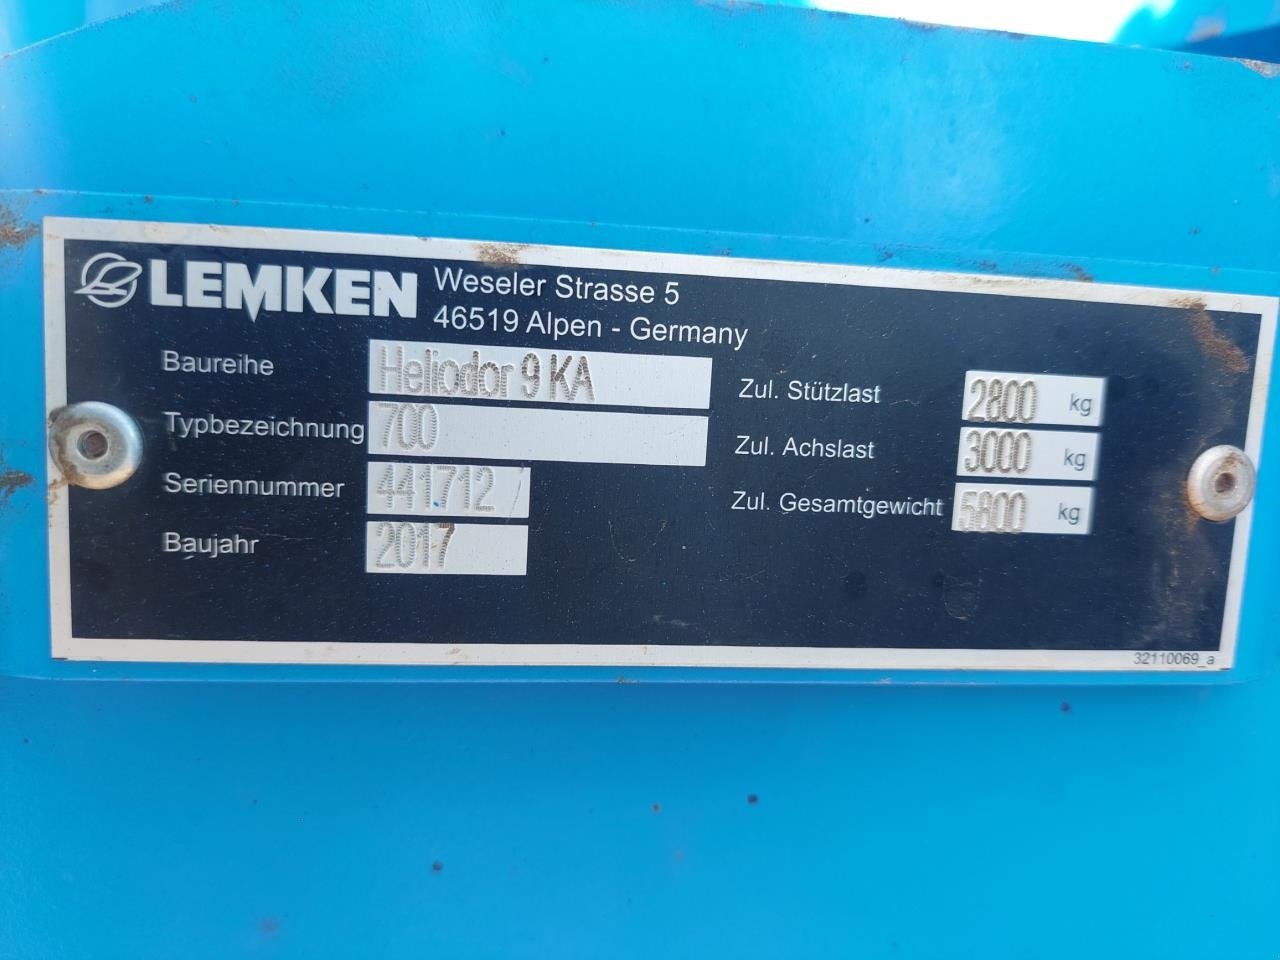 LEMKEN
Weseler Strasse 5
46519 Alpen - Germany
Baureihe Heliodor 9 KA
Typbezeichnung 700
Seriennummer 441712
Baujahr 2017
Zul. Stützlast 2800 kg
Zul. Achslast 3000 kg
Zul. Gesamtgewicht 5800 kg
32110069_a